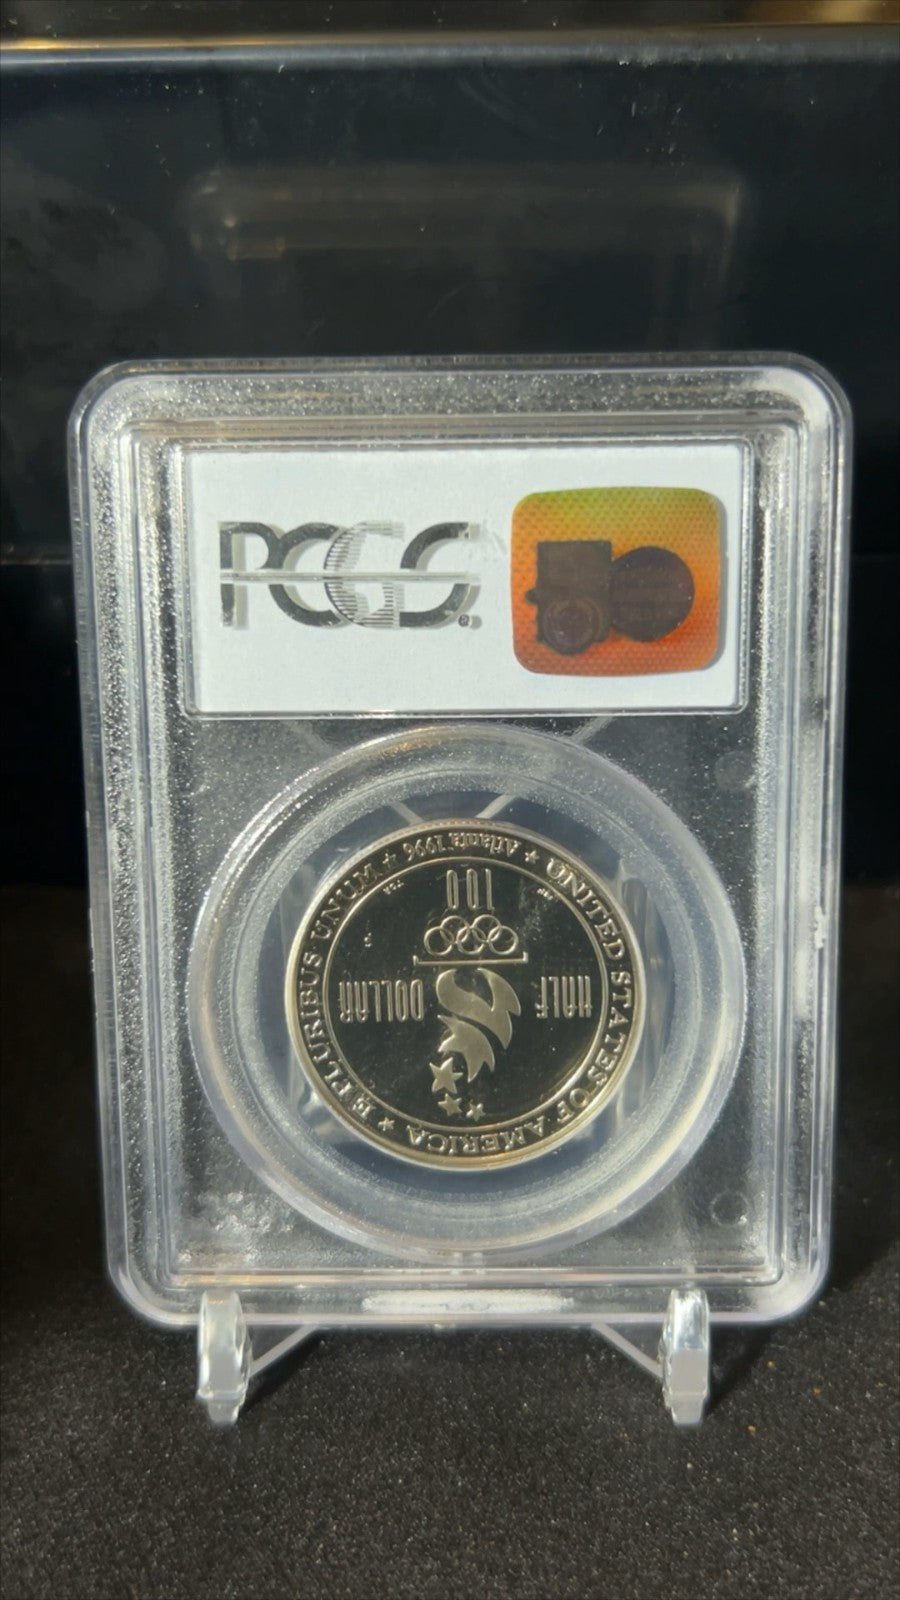 PCGS®
UNITED STATES OF AMERICA ★ E PLURIBUS UNUM ★ Atlanta 1996 ★
HALF
DOLLAR
100
S